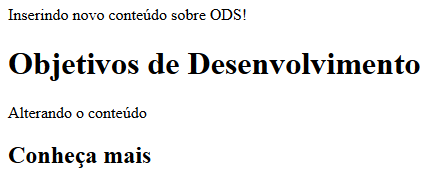 Inserindo novo conteúdo sobre ODS!
Objetivos de Desenvolvimento
Alterando o conteúdo
Conheça mais